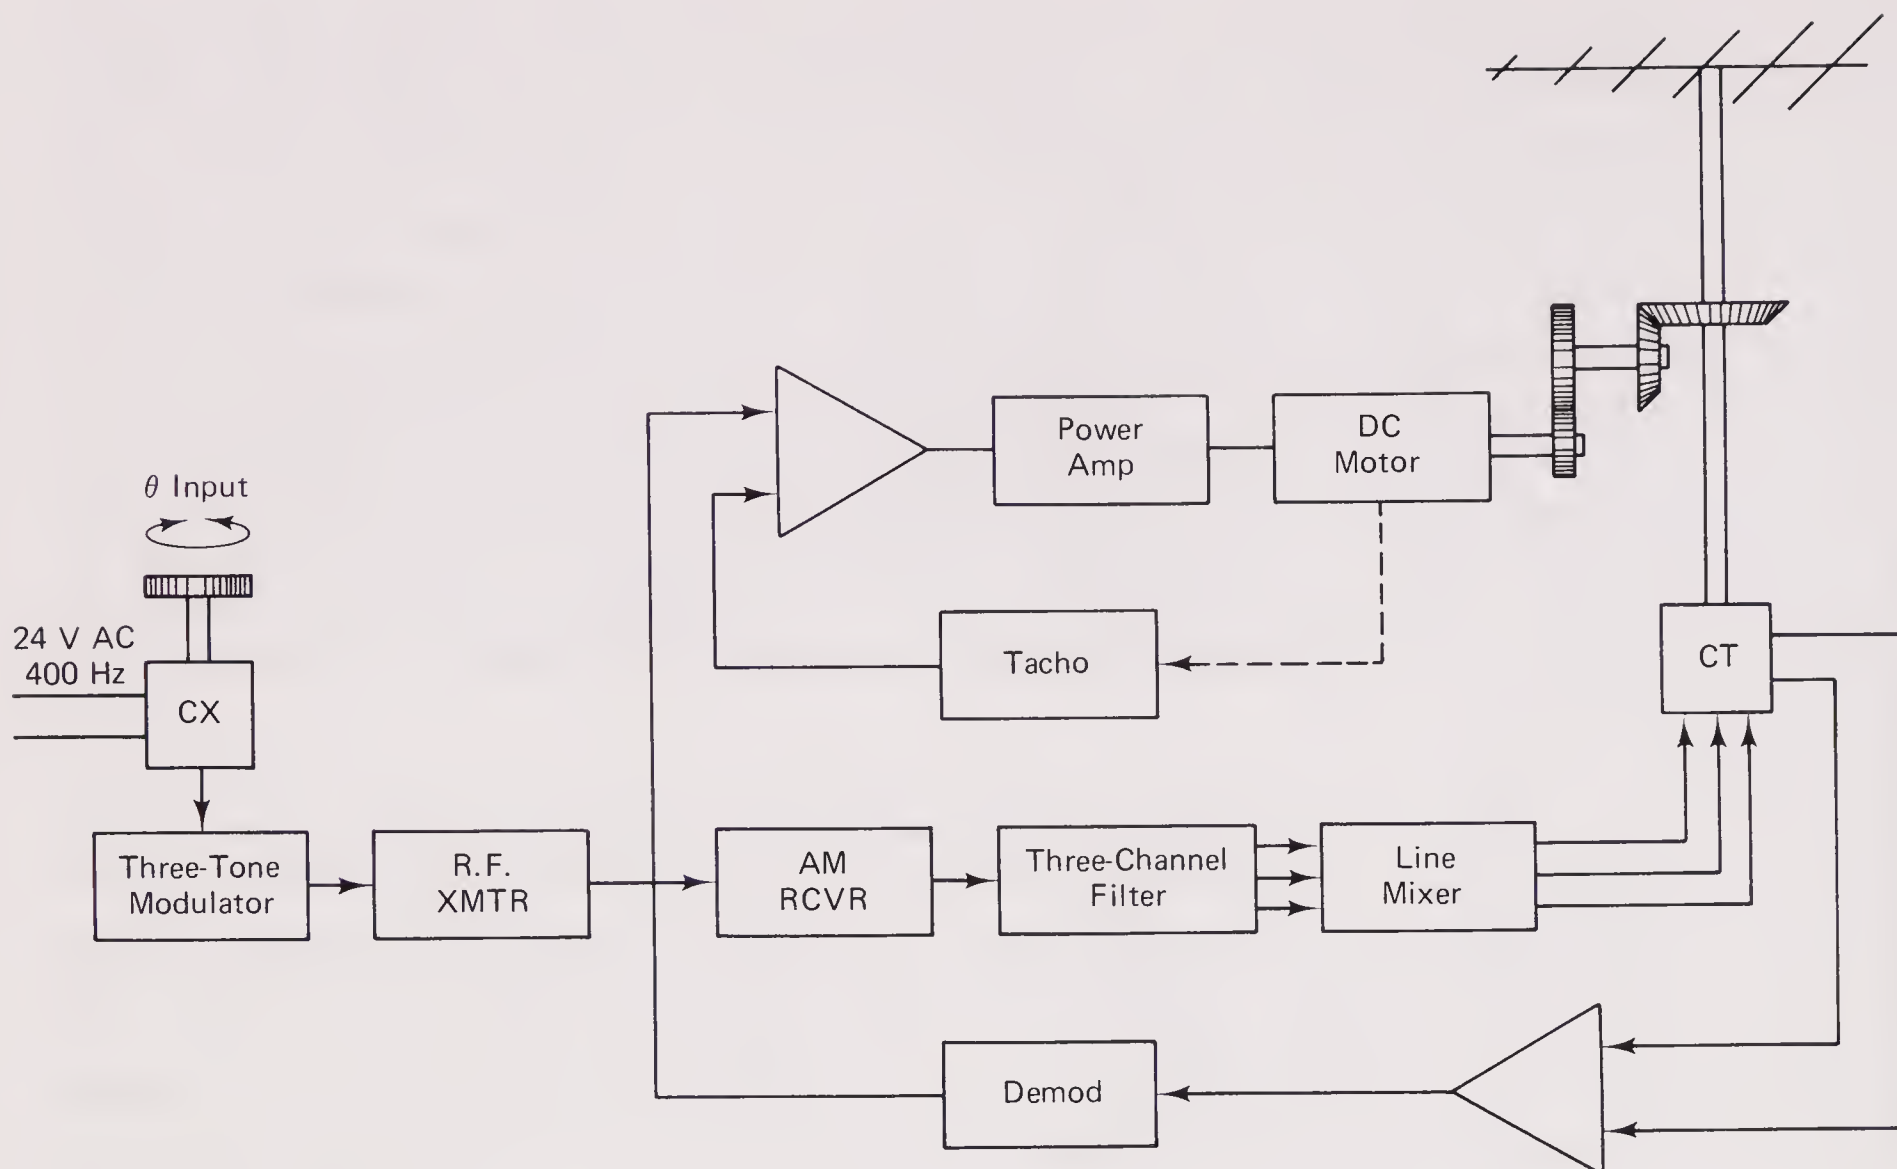 θ Input
24 V AC
400 Hz
CX
Three-Tone
Modulator
R.F.
XMTR
AM
RCVR
Three-Channel
Filter
Line
Mixer
CT
Power
Amp
DC
Motor
Tacho
Demod